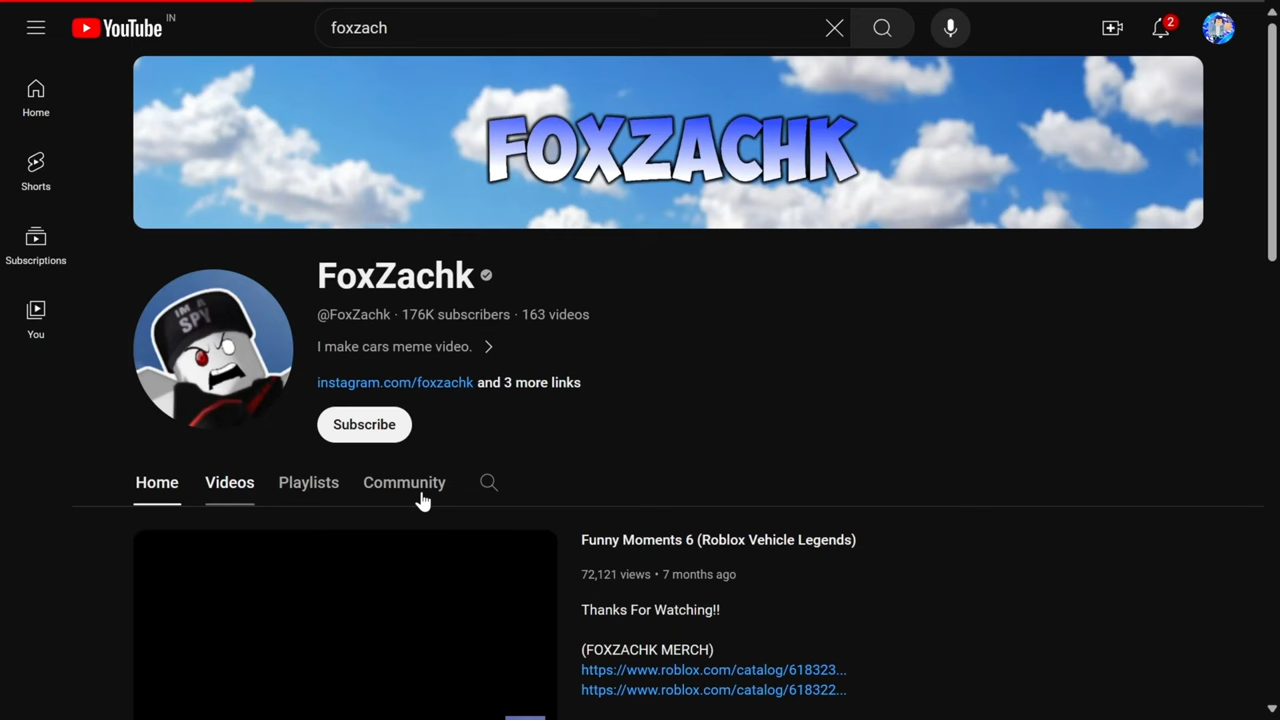 YouTube IN
foxzach
2
Home
Shorts
Subscriptions
You
FOXZACHK
IM A
SPY
FoxZachk
@FoxZachk · 176K subscribers · 163 videos
I make cars meme video.
instagram.com/foxzachk and 3 more links
Subscribe
Home Videos Playlists Community
Funny Moments 6 (Roblox Vehicle Legends)
72,121 views • 7 months ago
Thanks For Watching!!
(FOXZACHK MERCH)
https://www.roblox.com/catalog/618323...
https://www.roblox.com/catalog/618322...